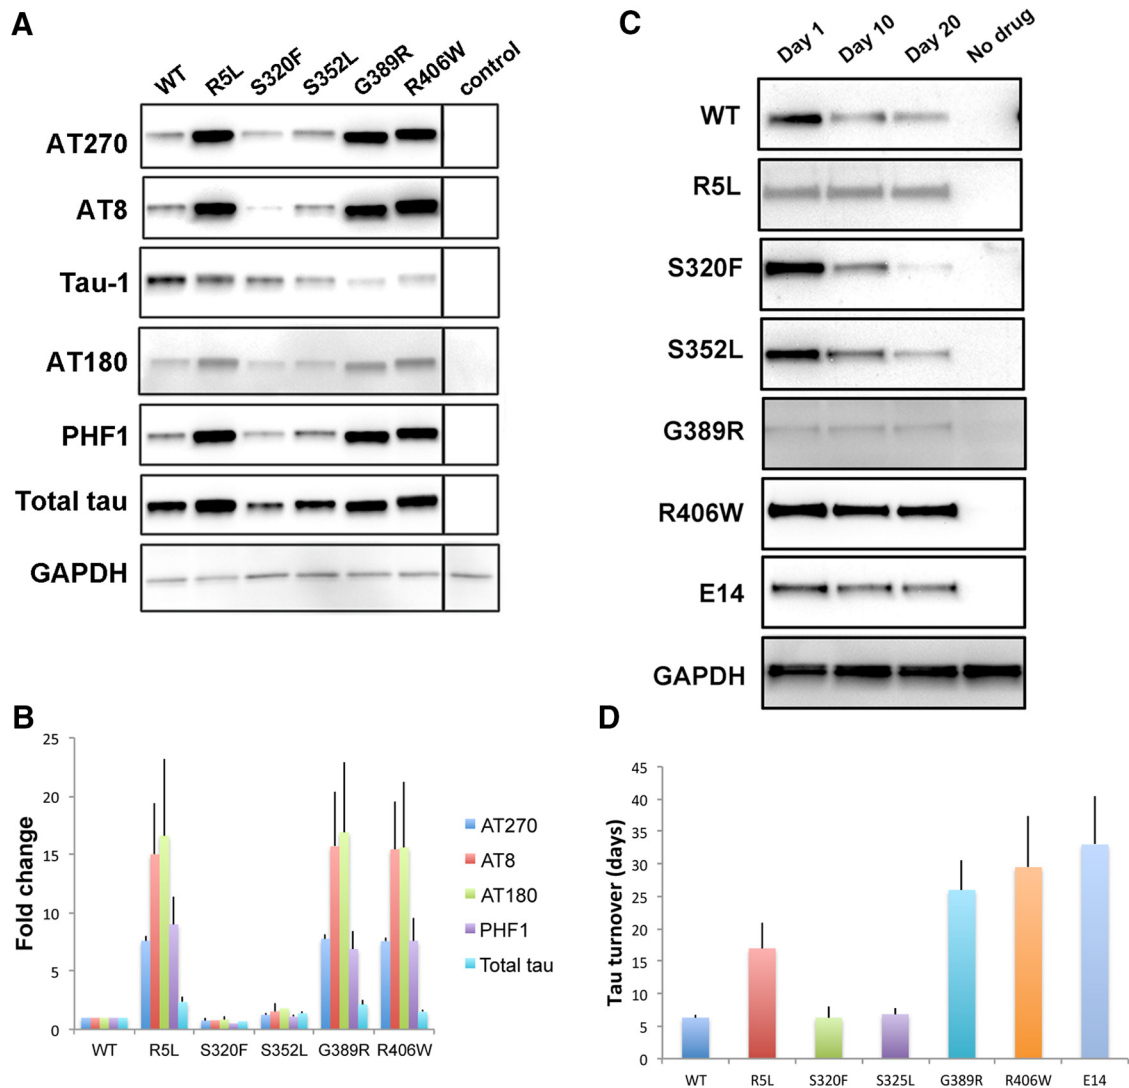 A
WT R5L S320F S352L G389R R406W control
AT270
AT8
Tau-1
AT180
PHF1
Total tau
GAPDH
B
25
20
15
10
5
0
Fold change
WT R5L S320F S352L G389R R406W
AT270
AT8
AT180
PHF1
Total tau
C
Day 1 Day 10 Day 20 No drug
WT
R5L
S320F
S352L
G389R
R406W
E14
GAPDH
D
45
40
35
30
25
20
15
10
5
0
Tau turnover (days)
WT R5L S320F S325L G389R R406W E14